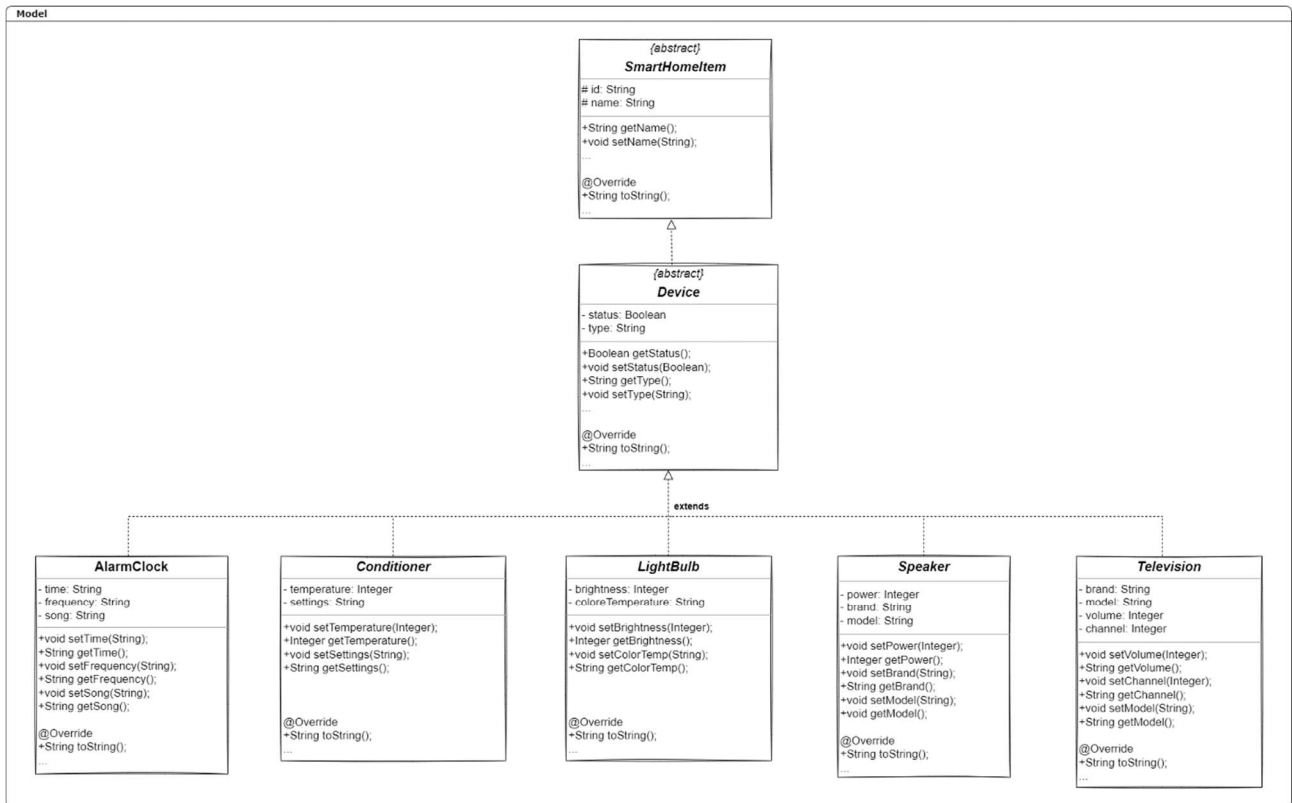 Model
{abstract}
SmartHomeItem
# id: String
# name: String
+String getName();
+void setName(String);
...
@Override
+String toString();
...
{abstract}
Device
- status: Boolean
- type: String
+Boolean getStatus();
+void setStatus(Boolean);
+String getType();
+void setType(String);
...
@Override
+String toString();
...
extends
AlarmClock
- time: String
- frequency: String
- song: String
+void setTime(String);
+String getTime();
+void setFrequency(String);
+String getFrequency();
+void setSong(String);
+String getSong();
@Override
+String toString();
...
Conditioner
- temperature: Integer
- settings: String
+void setTemperature(Integer);
+Integer getTemperature();
+void setSettings(String);
+String getSettings();
@Override
+String toString();
...
LightBulb
- brightness: Integer
- coloreTemperature: String
+void setBrightness(Integer);
+Integer getBrightness();
+void setColorTemp(String);
+String getColorTemp();
@Override
+String toString();
...
Speaker
- power: Integer
- brand: String
- model: String
+void setPower(Integer);
+Integer getPower();
+void setBrand(String);
+String getBrand();
+void setModel(String);
+void getModel();
@Override
+String toString();
...
Television
- brand: String
- model: String
- volume: Integer
- channel: Integer
+void setVolume(Integer);
+String getVolume();
+void setChannel(Integer);
+String getChannel();
+void setModel(String);
+String getModel();
@Override
+String toString();
...